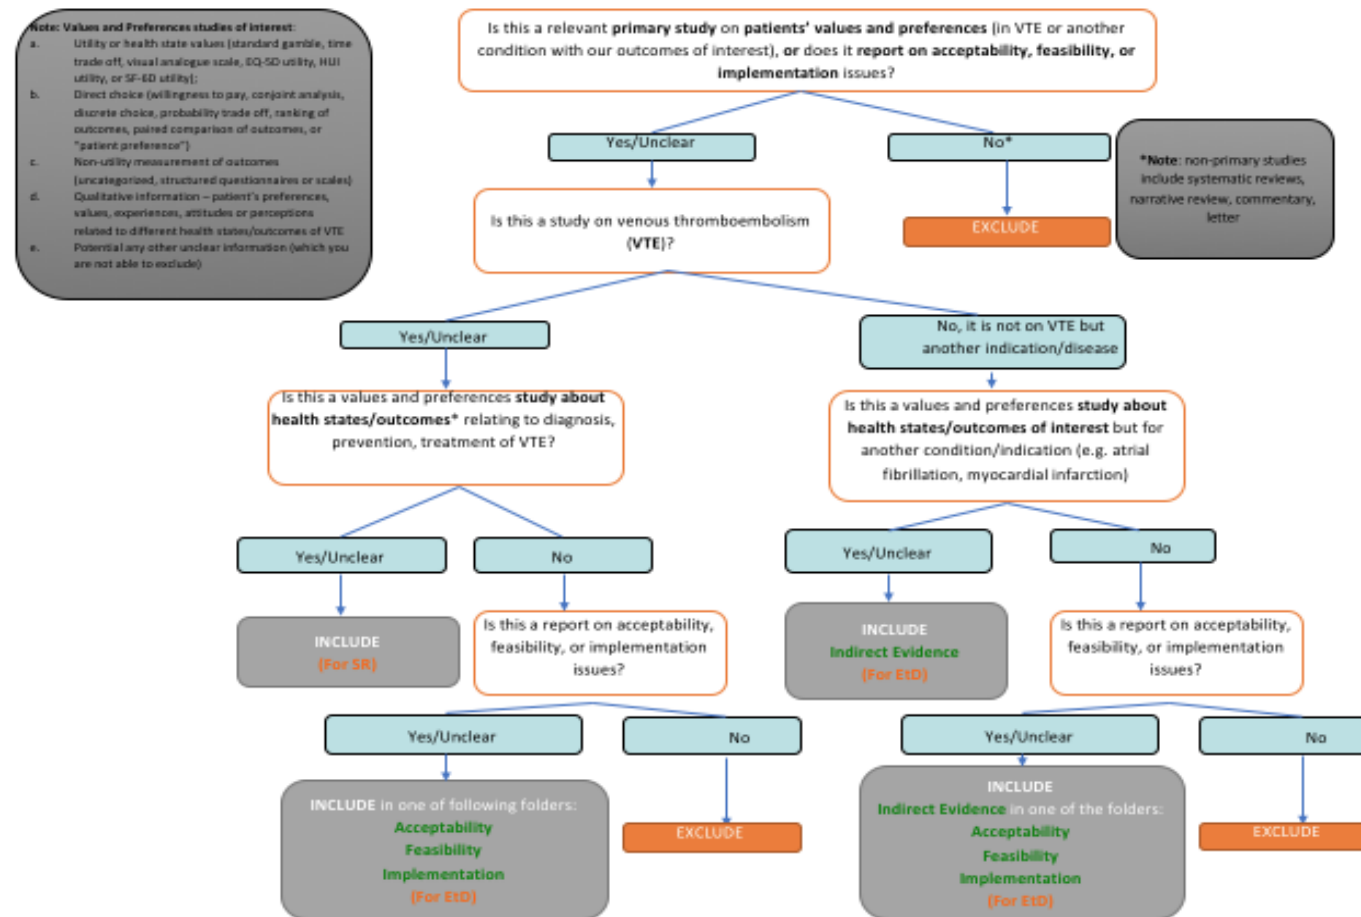 Note: Values and Preferences studies of interest:
a. Utility or health state values (standard gamble, time
trade off, visual analogue scale, EQ-5D utility, HUI
utility, or SF-6D utility);
b. Direct choice (willingness to pay, conjoint analysis,
discrete choice, probability trade off, ranking of
outcomes, paired comparison of outcomes, or
"patient preference")
c. Non-utility measurement of outcomes
(uncategorized, structured questionnaires or scales)
d. Qualitative information – patient's preferences,
values, experiences, attitudes or perceptions
related to different health states/outcomes of VTE
e. Potential any other unclear information (which you
are not able to exclude)
Is this a relevant primary study on patients' values and preferences (in VTE or another
condition with our outcomes of interest), or does it report on acceptability, feasibility, or
implementation issues?
Yes/Unclear
No*
*Note: non-primary studies
include systematic reviews,
narrative review, commentary,
letter
Is this a study on venous thromboembolism
(VTE)?
EXCLUDE
Yes/Unclear
No, it is not on VTE but
another indication/disease
Is this a values and preferences study about
health states/outcomes* relating to diagnosis,
prevention, treatment of VTE?
Is this a values and preferences study about
health states/outcomes of interest but for
another condition/indication (e.g. atrial
fibrillation, myocardial infarction)
Yes/Unclear
No
Yes/Unclear
No
INCLUDE
(For SR)
Is this a report on acceptability,
feasibility, or implementation
issues?
INCLUDE
Indirect Evidence
(For EtD)
Is this a report on acceptability,
feasibility, or implementation
issues?
Yes/Unclear
No
Yes/Unclear
No
INCLUDE in one of following folders:
Acceptability
Feasibility
Implementation
(For EtD)
EXCLUDE
INCLUDE
Indirect Evidence in one of the folders:
Acceptability
Feasibility
Implementation
(For EtD)
EXCLUDE